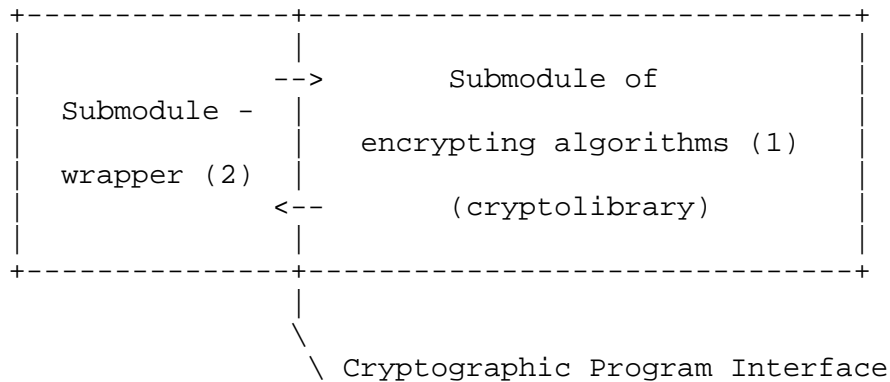 Submodule of
Submodule -
encrypting algorithms (1)
wrapper (2)
(cryptolibrary)
Cryptographic Program Interface